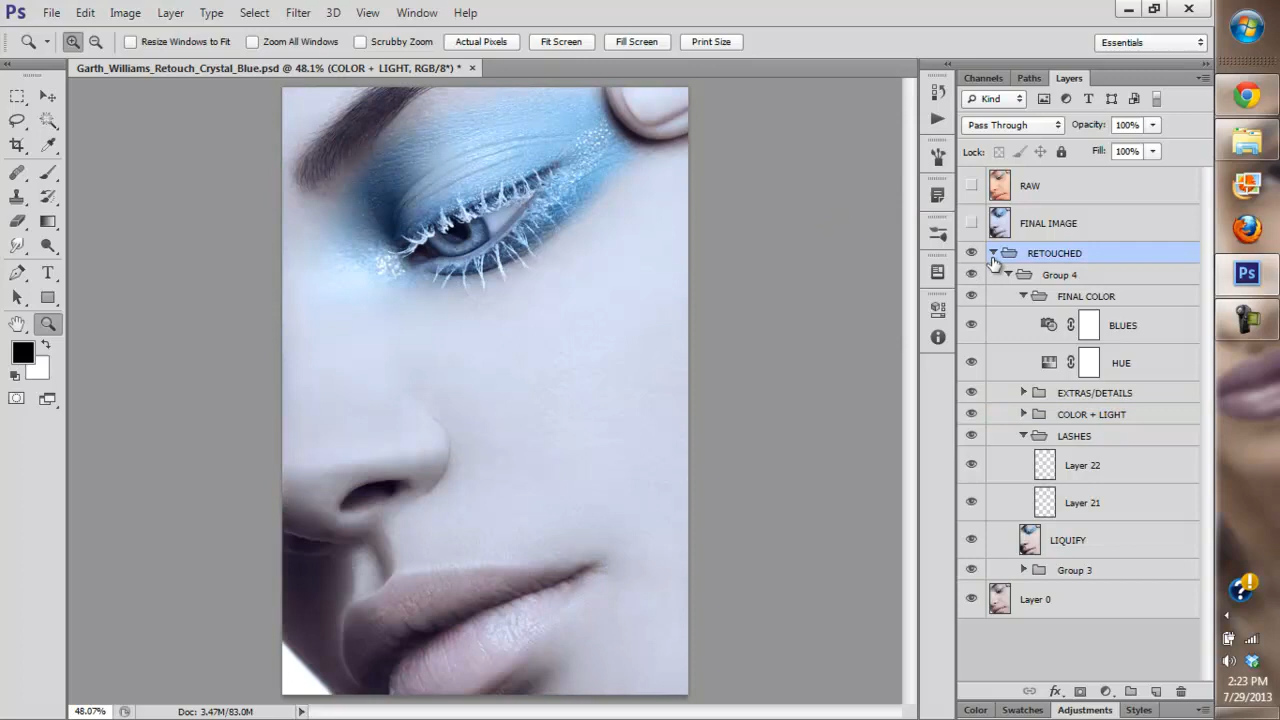 Ps File Edit Image Layer Type Select Filter 3D View Window Help
Resize Windows to Fit Zoom All Windows Scrubby Zoom Actual Pixels Fit Screen Fill Screen Print Size Essentials
Garth_Williams_Retouch_Crystal_Blue.psd @ 48.1% (COLOR + LIGHT, RGB/8*) *
Channels Paths Layers
Kind
Pass Through Opacity: 100%
Lock: Fill: 100%
RAW
FINAL IMAGE
RETOUCHED
Group 4
FINAL COLOR
BLUES
HUE
EXTRAS/DETAILS
COLOR + LIGHT
LASHES
Layer 22
Layer 21
LIQUIFY
Group 3
Layer 0
fx
Color Swatches Adjustments Styles
48.07% Doc: 3.47M/83.0M
Ps
2:23 PM
7/29/2013